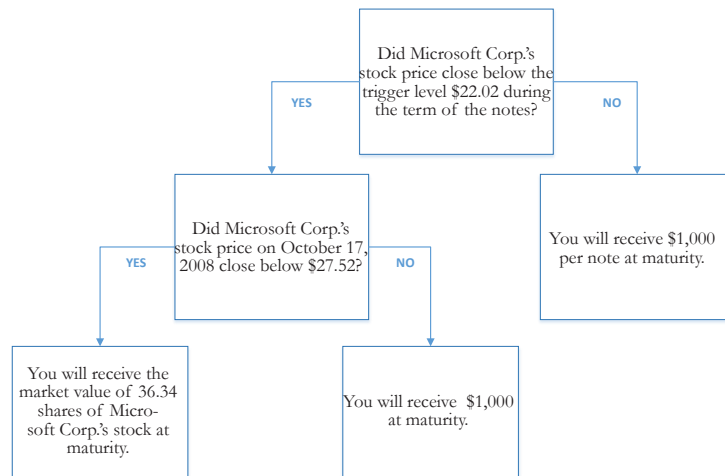 Did Microsoft Corp.'s
stock price close below the
trigger level $22.02 during
the term of the notes?
YES
NO
Did Microsoft Corp.'s
stock price on October 17,
2008 close below $27.52?
You will receive $1,000
per note at maturity.
YES
NO
You will receive the
market value of 36.34
shares of Micro-
soft Corp.'s stock at
maturity.
You will receive $1,000
at maturity.